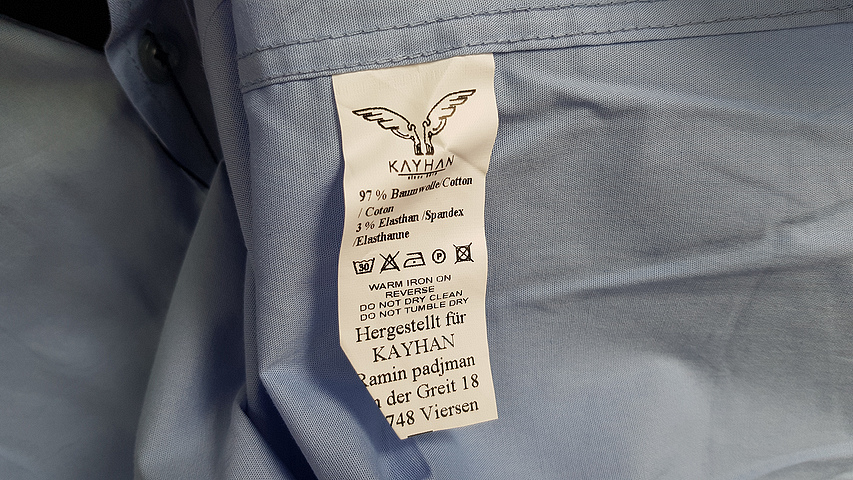 KAYHAN
97 % Baumwolle/Cotton
/ Coton
3 % Elasthan /Spandex
/Elasthanne
30 P
WARM IRON ON
REVERSE
DO NOT DRY CLEAN
DO NOT TUMBLE DRY
Hergestellt für
KAYHAN
Ramin padjman
der Greit 18
748 Viersen